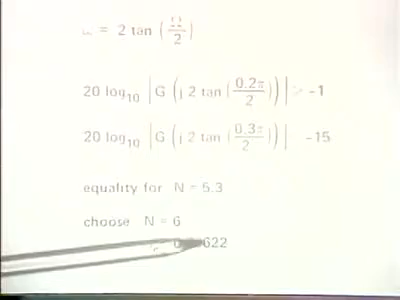 = 2 tan ( Ω / 2 )
20 log10 | G ( j 2 tan ( 0.2π / 2 ) ) | ≥ -1
20 log10 | G ( j 2 tan ( 0.3π / 2 ) ) | -15
equality for N = 5.3
choose N = 6
622